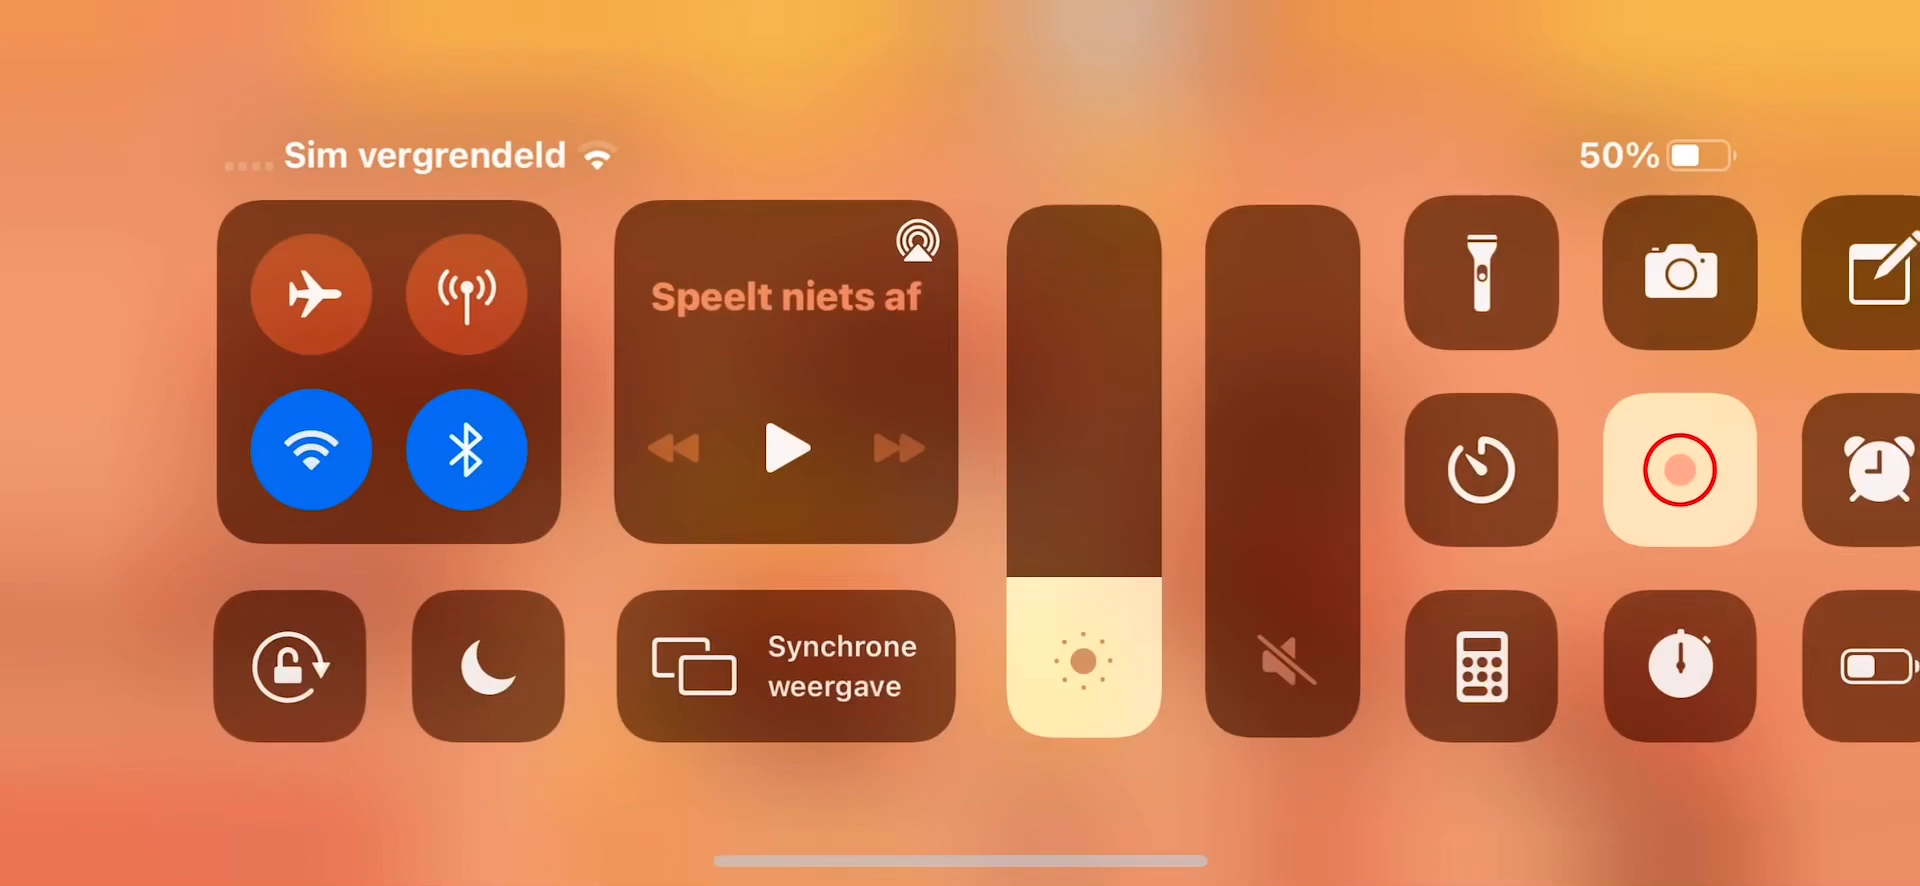 Sim vergrendeld
50%
Speelt niets af
Synchrone
weergave